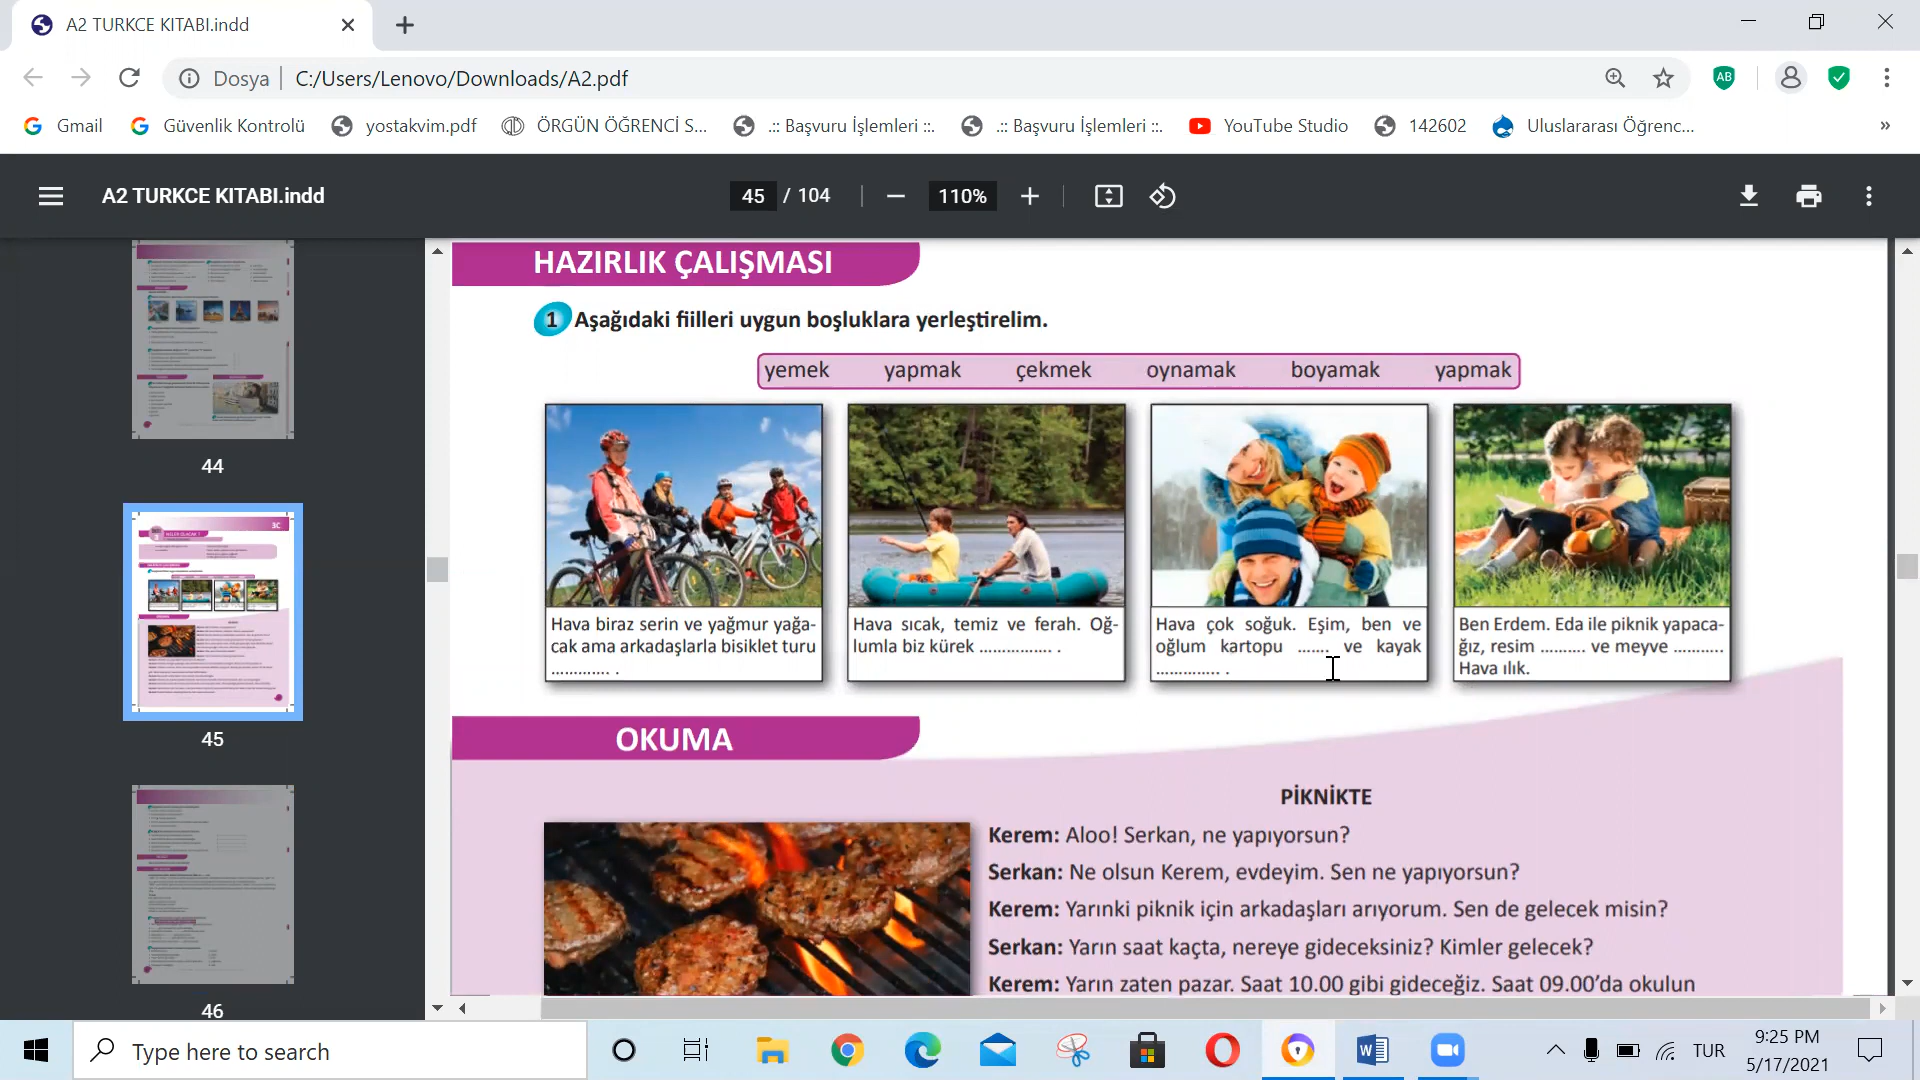 A2 TURKCE KITABI.indd
Dosya
C:/Users/Lenovo/Downloads/A2.pdf
AB
Gmail
Güvenlik Kontrolü
yostakvim.pdf
ÖRGÜN ÖĞRENCİ S...
.:: Başvuru İşlemleri ::.
.:: Başvuru İşlemleri ::.
YouTube Studio
142602
Uluslararası Öğrenc...
»
A2 TURKCE KITABI.indd
45 / 104
110%
44
45
46
3C
HAZIRLIK ÇALIŞMASI
1 Aşağıdaki fiilleri uygun boşluklara yerleştirelim.
yemek yapmak çekmek oynamak boyamak yapmak
Hava biraz serin ve yağmur yağa-
cak ama arkadaşlarla bisiklet turu
............. .
Hava sıcak, temiz ve ferah. Oğ-
lumla biz kürek ................ .
Hava çok soğuk. Eşim, ben ve
oğlum kartopu ....... ve kayak
.............. .
Ben Erdem. Eda ile piknik yapaca-
ğız, resim .......... ve meyve ...........
Hava ılık.
OKUMA
PİKNİKTE
Kerem: Aloo! Serkan, ne yapıyorsun?
Serkan: Ne olsun Kerem, evdeyim. Sen ne yapıyorsun?
Kerem: Yarınki piknik için arkadaşları arıyorum. Sen de gelecek misin?
Serkan: Yarın saat kaçta, nereye gideceksiniz? Kimler gelecek?
Kerem: Yarın zaten pazar. Saat 10.00 gibi gideceğiz. Saat 09.00'da okulun
Type here to search
TUR
9:25 PM
5/17/2021